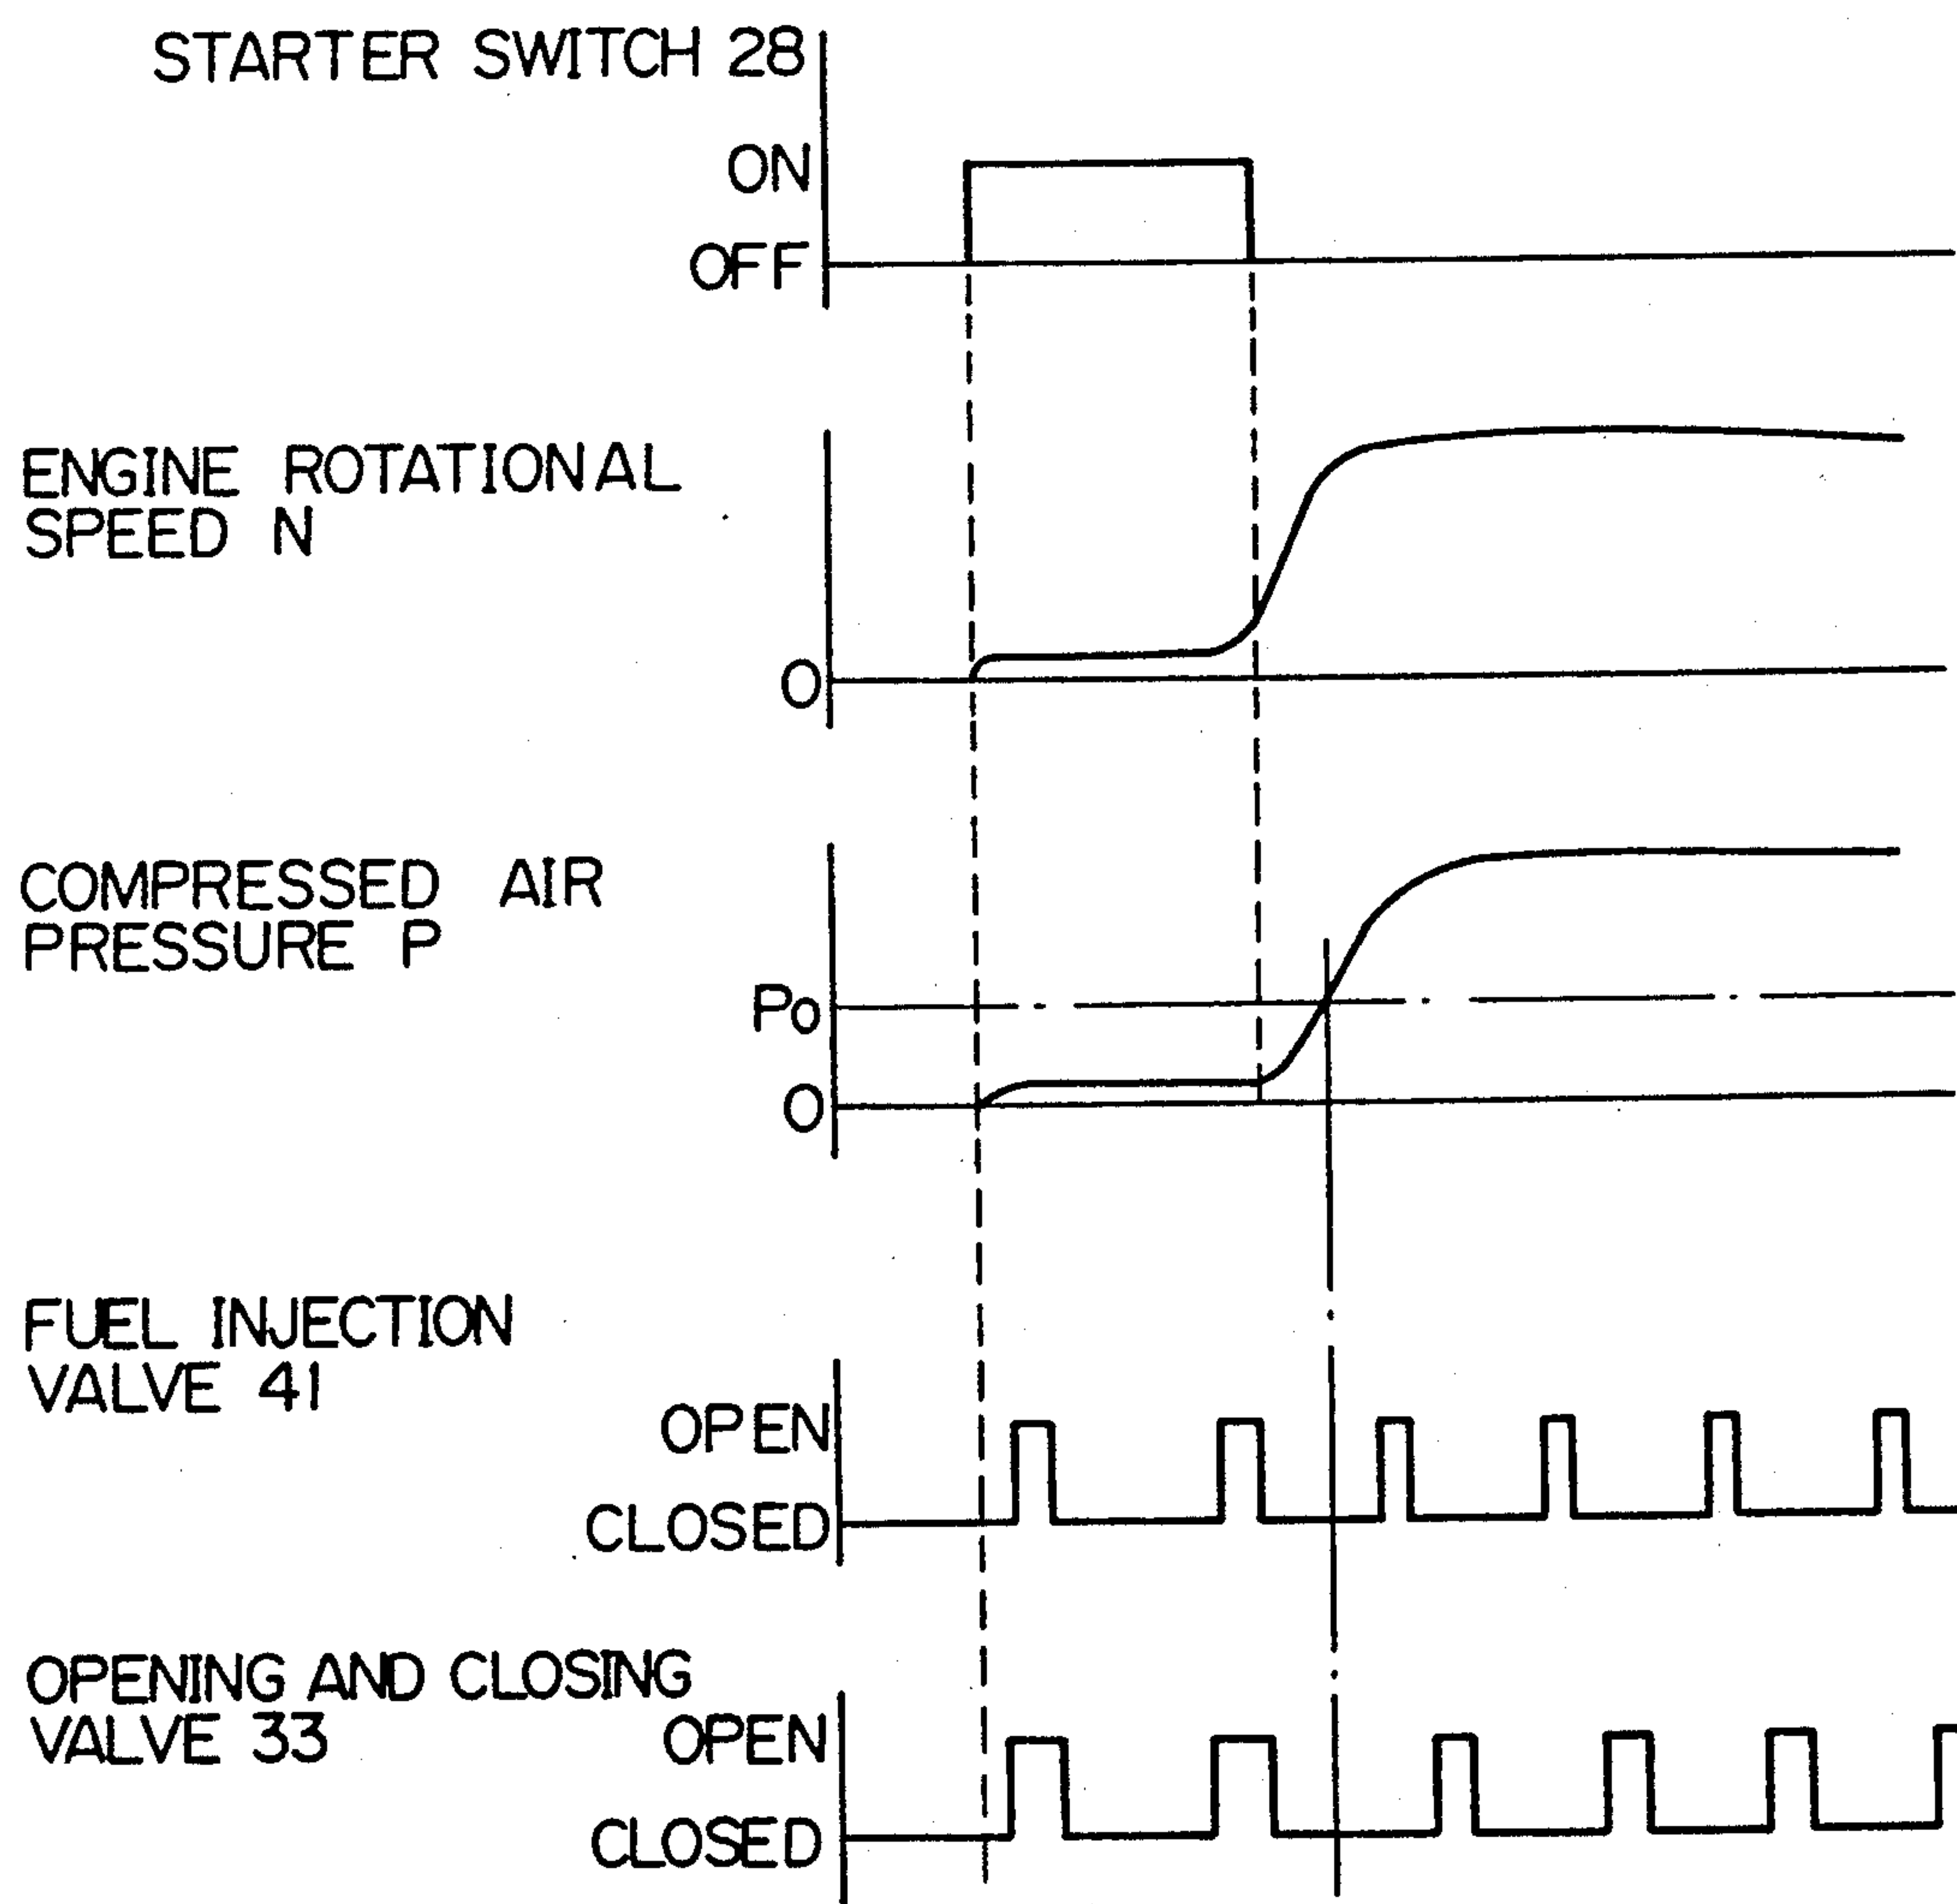 STARTER SWITCH 28
ON
OFF
ENGINE ROTATIONAL
SPEED N
O
COMPRESSED AIR
PRESSURE P
Po
O
FUEL INJECTION
VALVE 41
OPEN
CLOSED
OPENING AND CLOSING
VALVE 33
OPEN
CLOSED